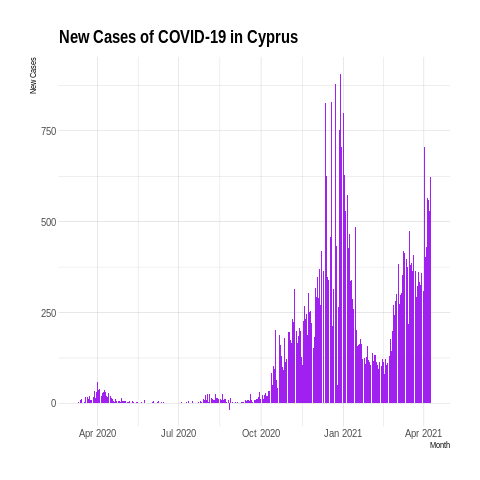 New Cases of COVID-19 in Cyprus
New Cases
750
500
250
0
Apr 2020 Jul 2020 Oct 2020 Jan 2021 Apr 2021
Month